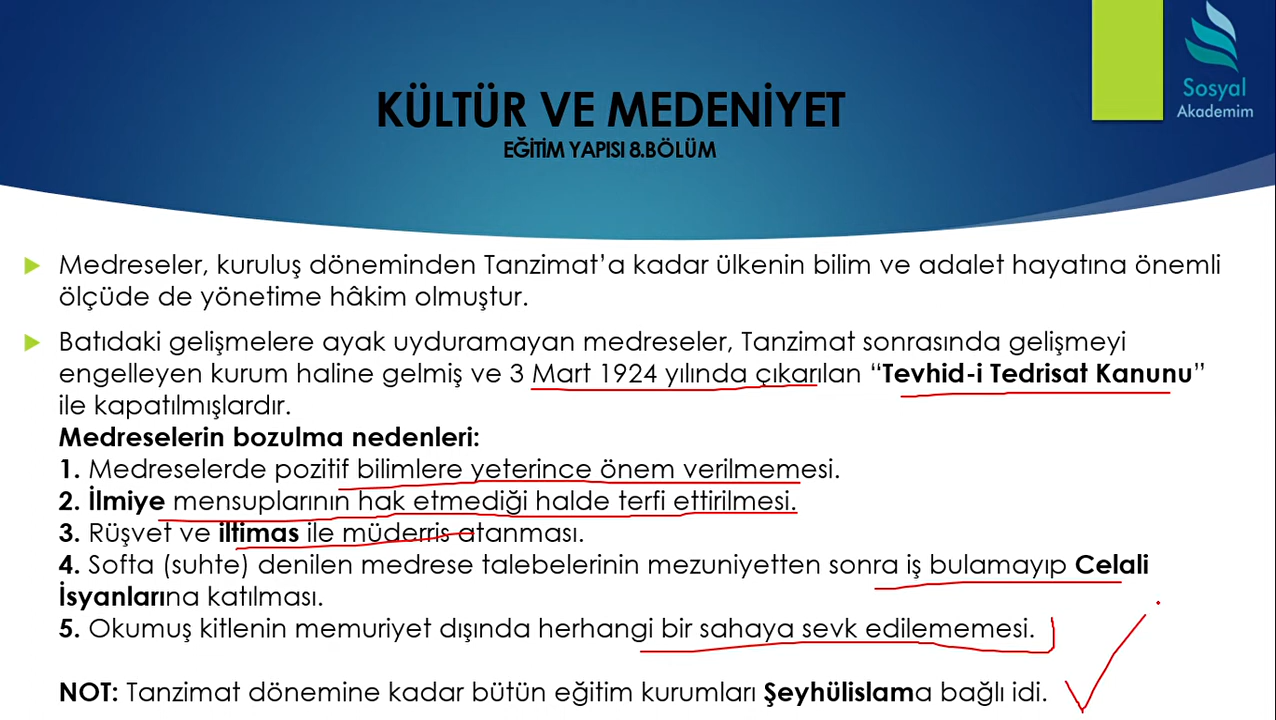 Sosyal
Akademim
KÜLTÜR VE MEDENİYET
EĞİTİM YAPISI 8.BÖLÜM
Medreseler, kuruluş döneminden Tanzimat’a kadar ülkenin bilim ve adalet hayatına önemli
ölçüde de yönetime hâkim olmuştur.
Batıdaki gelişmelere ayak uyduramayan medreseler, Tanzimat sonrasında gelişmeyi
engelleyen kurum haline gelmiş ve 3 Mart 1924 yılında çıkarılan “Tevhid-i Tedrisat Kanunu”
ile kapatılmışlardır.
Medreselerin bozulma nedenleri:
1. Medreselerde pozitif bilimlere yeterince önem verilmemesi.
2. İlmiye mensuplarının hak etmediği halde terfi ettirilmesi.
3. Rüşvet ve iltimas ile müderris atanması.
4. Softa (suhte) denilen medrese talebelerinin mezuniyetten sonra iş bulamayıp Celali
İsyanlarına katılması.
5. Okumuş kitlenin memuriyet dışında herhangi bir sahaya sevk edilememesi.
NOT: Tanzimat dönemine kadar bütün eğitim kurumları Şeyhülislama bağlı idi.